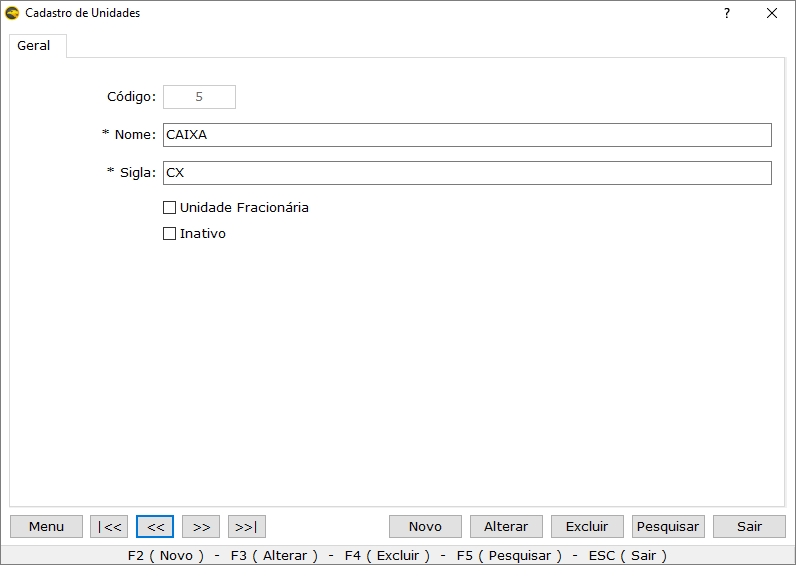 Cadastro de Unidades ?
Geral
Código: 5
* Nome: CAIXA
* Sigla: CX
Unidade Fracionária
Inativo
Menu |<< << >> >>| Novo Alterar Excluir Pesquisar Sair
F2 ( Novo ) - F3 ( Alterar ) - F4 ( Excluir ) - F5 ( Pesquisar ) - ESC ( Sair )